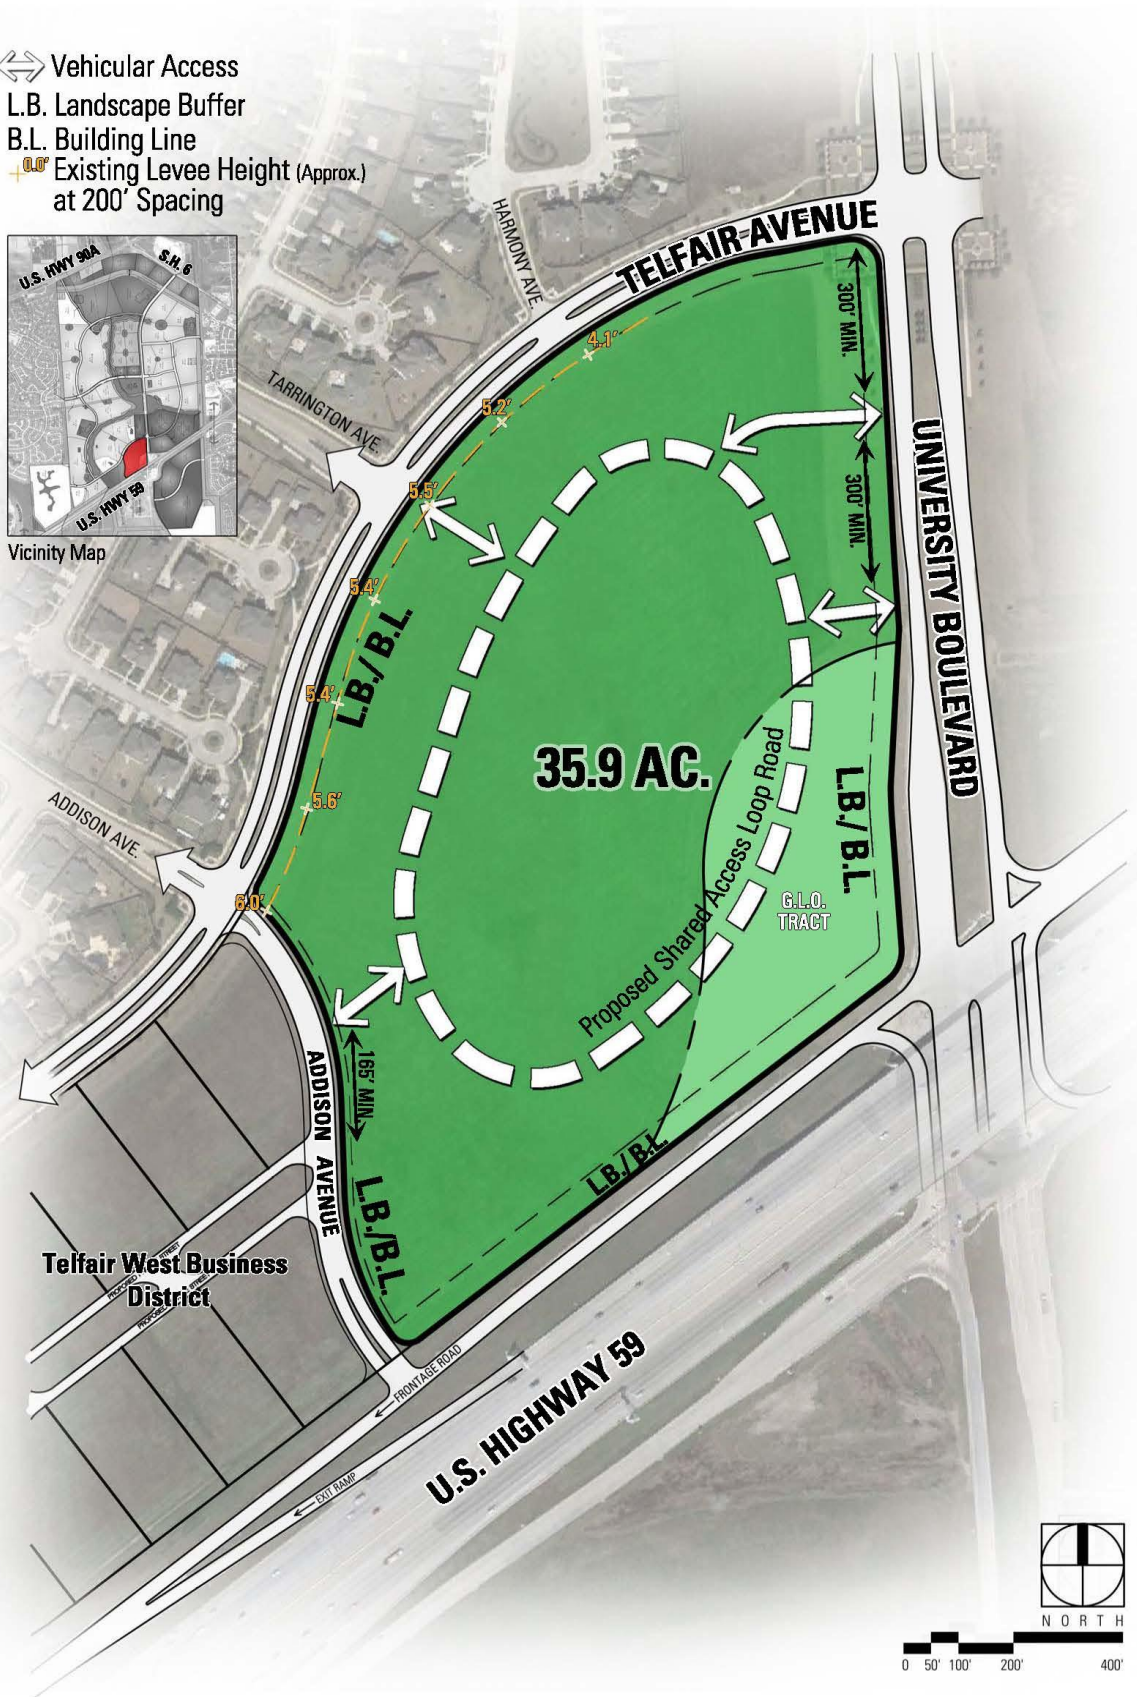 Vehicular Access
L.B. Landscape Buffer
B.L. Building Line
0.0' Existing Levee Height (Approx.)
at 200' Spacing
U.S. HWY 90A
S.H. 6
U.S. HWY 59
Vicinity Map
HARMONY AVE.
TELFAIR AVENUE
TARRINGTON AVE.
300' MIN.
4.1'
5.2'
5.5'
300' MIN.
UNIVERSITY BOULEVARD
5.4'
L.B./ B.L.
5.4'
35.9 AC.
5.6'
Proposed Shared Access Loop Road
L.B./ B.L.
ADDISON AVE.
6.0'
G.L.O.
TRACT
165' MIN.
ADDISON AVENUE
L.B./ B.L.
L.B./B.L.
Telfair West Business
District
PROPOSED STREET
PROPOSED STREET
FRONTAGE ROAD
U.S. HIGHWAY 59
EXIT RAMP
NORTH
0 50' 100' 200' 400'